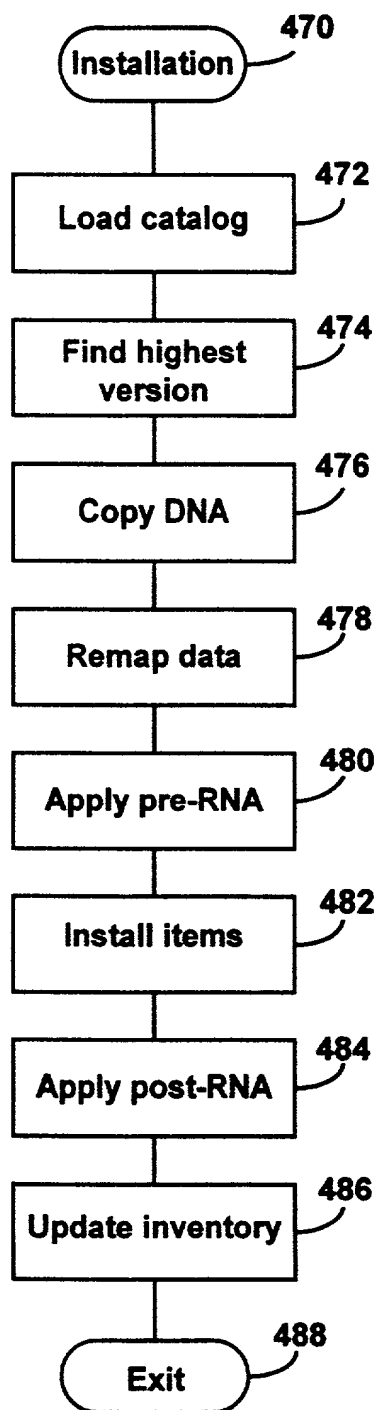 470
Installation
472
Load catalog
474
Find highest
version
476
Copy DNA
478
Remap data
480
Apply pre-RNA
482
Install items
484
Apply post-RNA
486
Update inventory
488
Exit